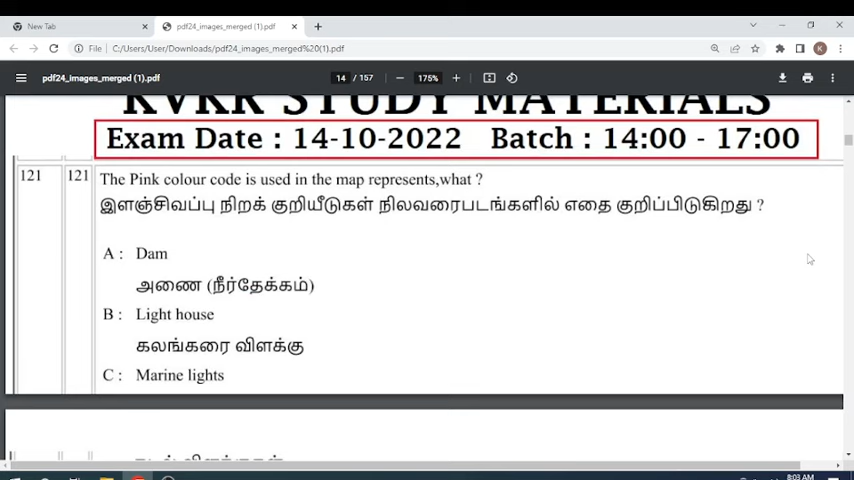 New Tab
pdf24_images_merged (1).pdf
File
C:/Users/User/Downloads/pdf24_images_merged%20(1).pdf
K
pdf24_images_merged (1).pdf
14 / 157
175%
KVKR STUDY MATERIALS
Exam Date : 14-10-2022 Batch : 14:00 - 17:00
121 121 The Pink colour code is used in the map represents,what ?
இளஞ்சிவப்பு நிறக் குறியீடுகள் நிலவரைபடங்களில் எதை குறிப்பிடுகிறது ?
A : Dam
அணை (நீர்தேக்கம்)
B : Light house
கலங்கரை விளக்கு
C : Marine lights
8:03 AM